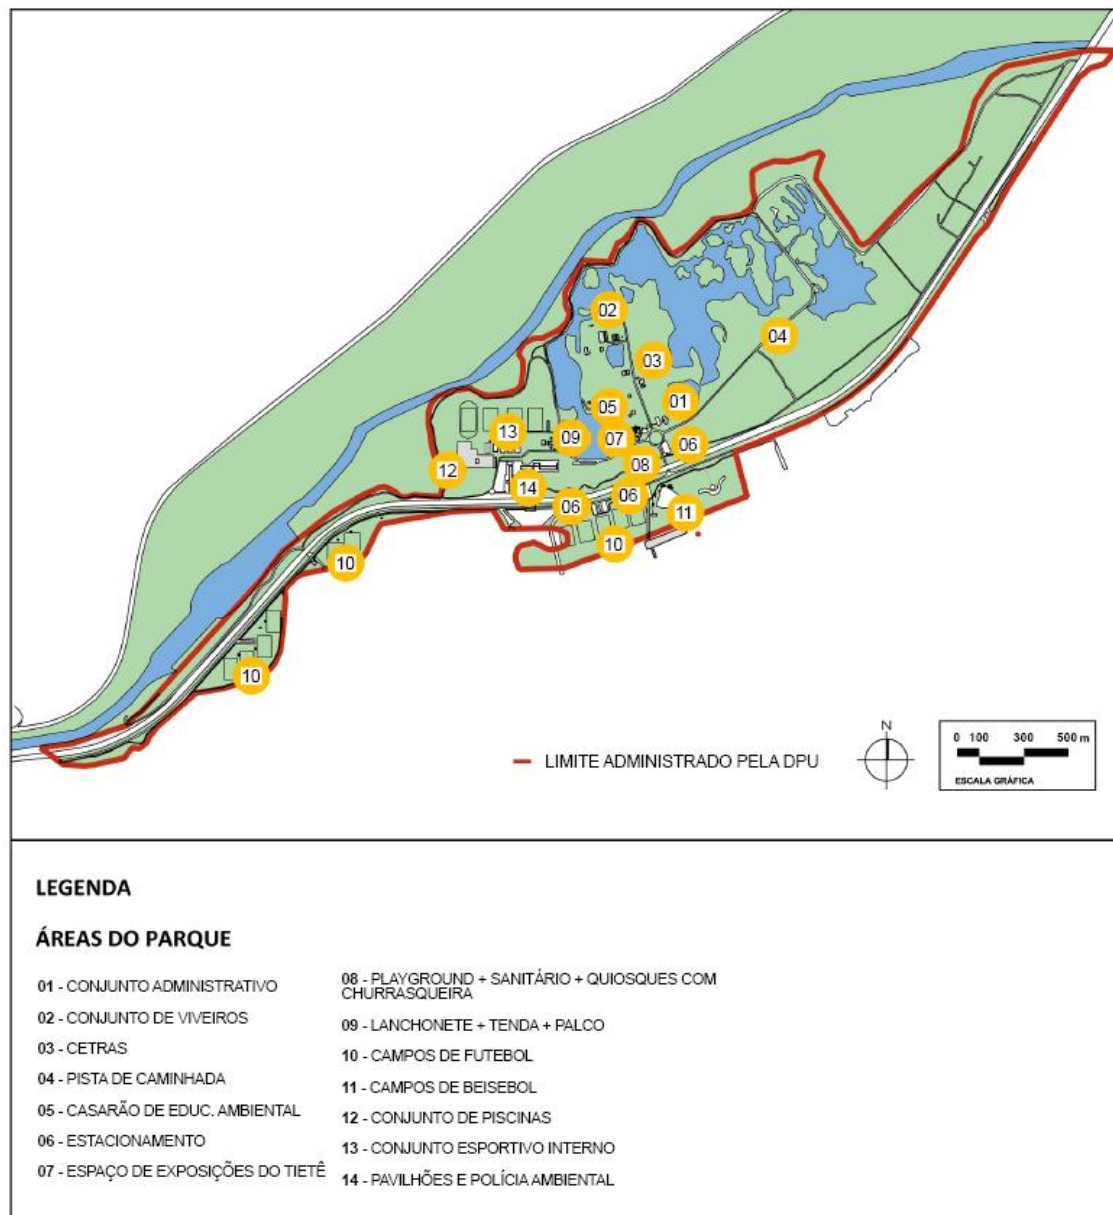 02
03
04
01
05
13
09
07
06
08
12
14
06
06
11
10
10
10
N
0 100 300 500 m
ESCALA GRÁFICA
LIMITE ADMINISTRADO PELA DPU
LEGENDA
ÁREAS DO PARQUE
01 - CONJUNTO ADMINISTRATIVO
02 - CONJUNTO DE VIVEIROS
03 - CETRAS
04 - PISTA DE CAMINHADA
05 - CASARÃO DE EDUC. AMBIENTAL
06 - ESTACIONAMENTO
07 - ESPAÇO DE EXPOSIÇÕES DO TIETÊ
08 - PLAYGROUND + SANITÁRIO + QUIOSQUES COM
CHURRASQUEIRA
09 - LANCHONETE + TENDA + PALCO
10 - CAMPOS DE FUTEBOL
11 - CAMPOS DE BEISEBOL
12 - CONJUNTO DE PISCINAS
13 - CONJUNTO ESPORTIVO INTERNO
14 - PAVILHÕES E POLÍCIA AMBIENTAL